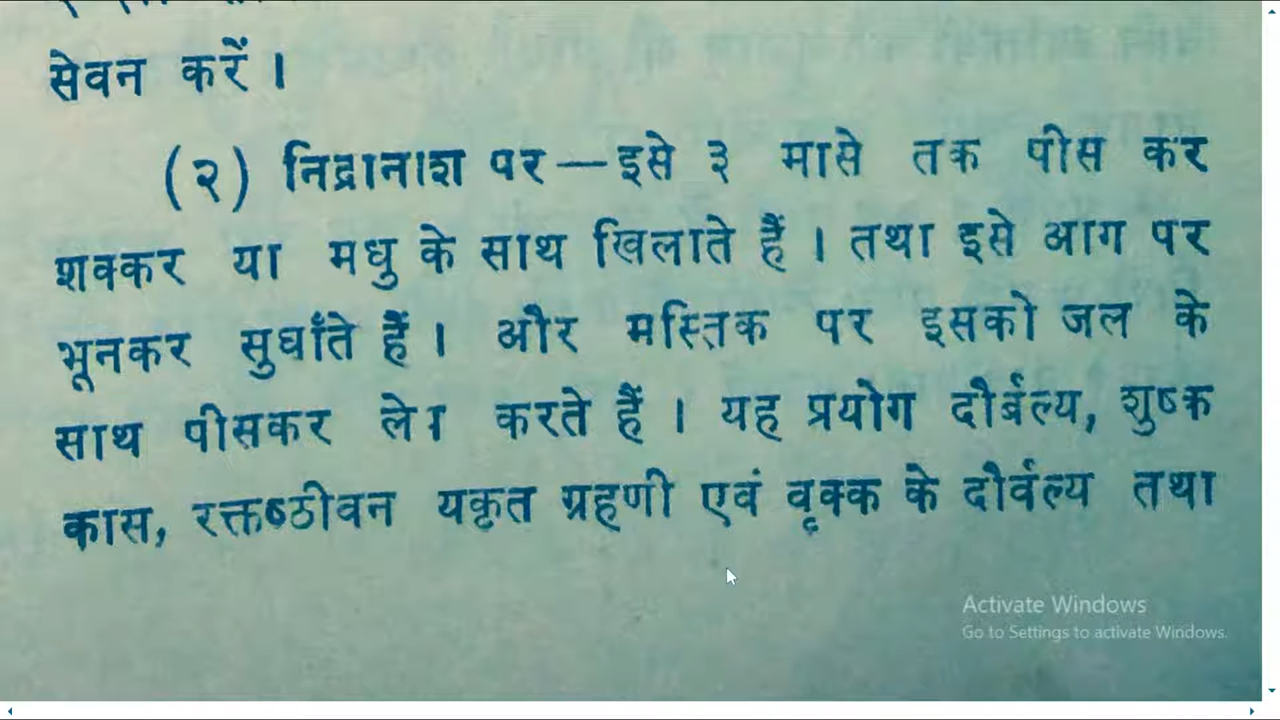 सेवन करें ।
(२) निद्रानाश पर—इसे ३ मासे तक पीस कर
शक्कर या मधु के साथ खिलाते हैं । तथा इसे आग पर
भूनकर सुघाँते हैं । और मस्तिक पर इसको जल के
साथ पीसकर लेप करते हैं । यह प्रयोग दौर्बल्य, शुष्क
कास, रक्तष्ठीवन यकृत ग्रहणी एवं वृक्क के दौर्वल्य तथा
Activate Windows
Go to Settings to activate Windows.